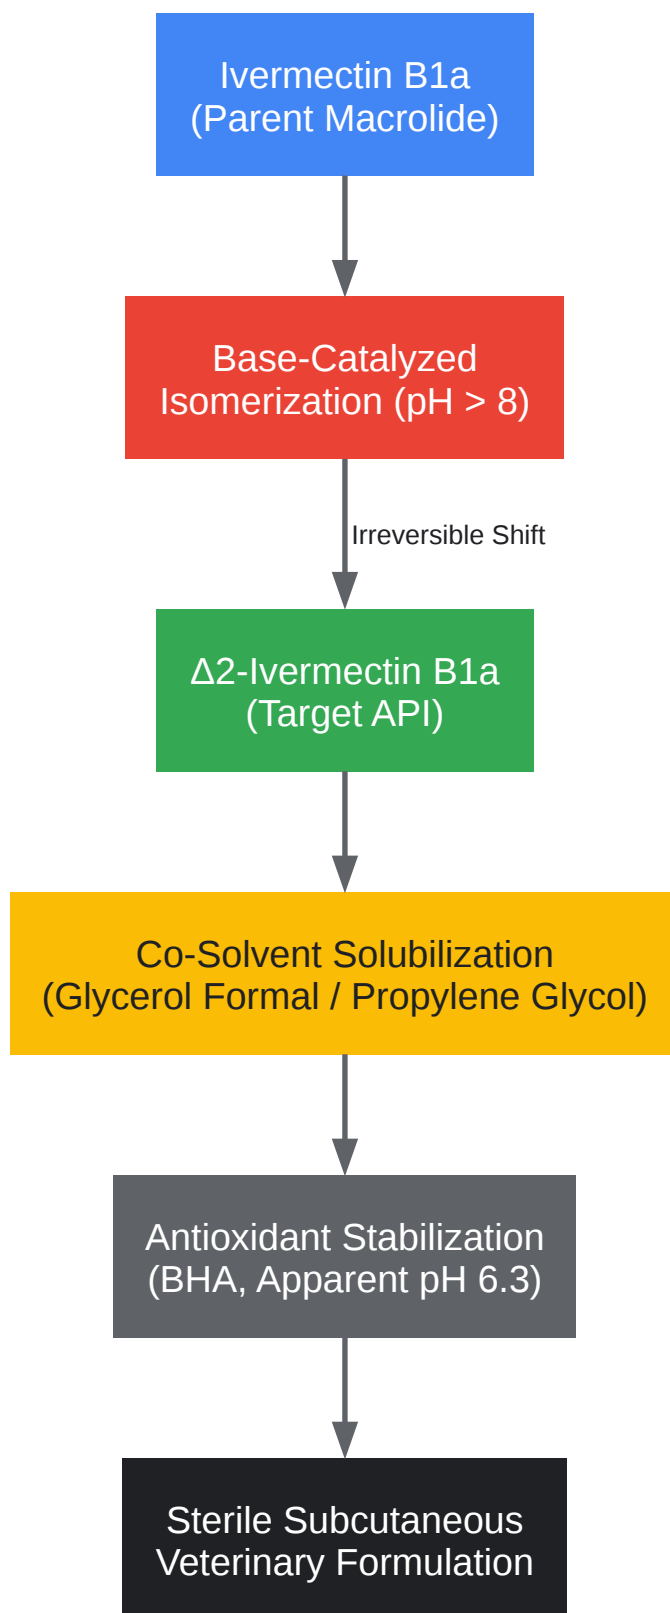 Ivermectin B1a
(Parent Macrolide)
Base-Catalyzed
Isomerization (pH > 8)
Irreversible Shift
Δ2-Ivermectin B1a
(Target API)
Co-Solvent Solubilization
(Glycerol Formal / Propylene Glycol)
Antioxidant Stabilization
(BHA, Apparent pH 6.3)
Sterile Subcutaneous
Veterinary Formulation